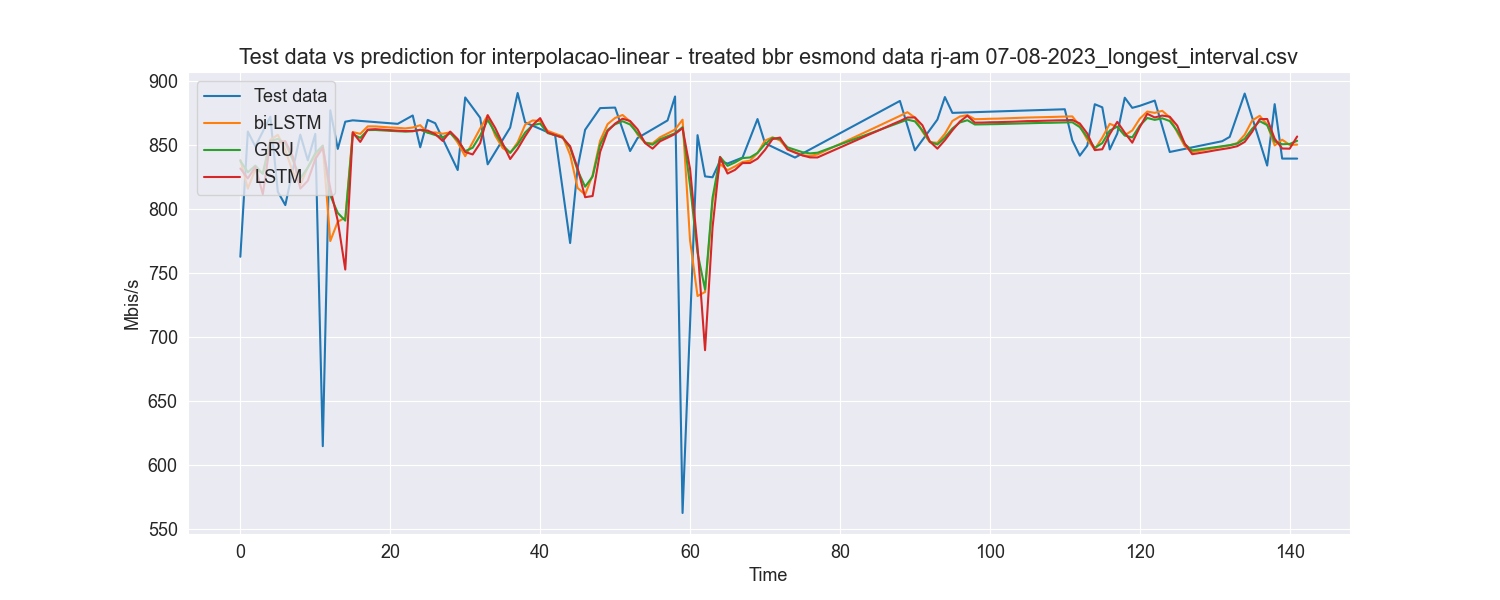 Test data vs prediction for interpolacao-linear - treated bbr esmond data rj-am 07-08-2023_longest_interval.csv
900
850
800
750
700
650
600
550
Mbis/s
Test data
bi-LSTM
GRU
LSTM
0 20 40 60 80 100 120 140
Time